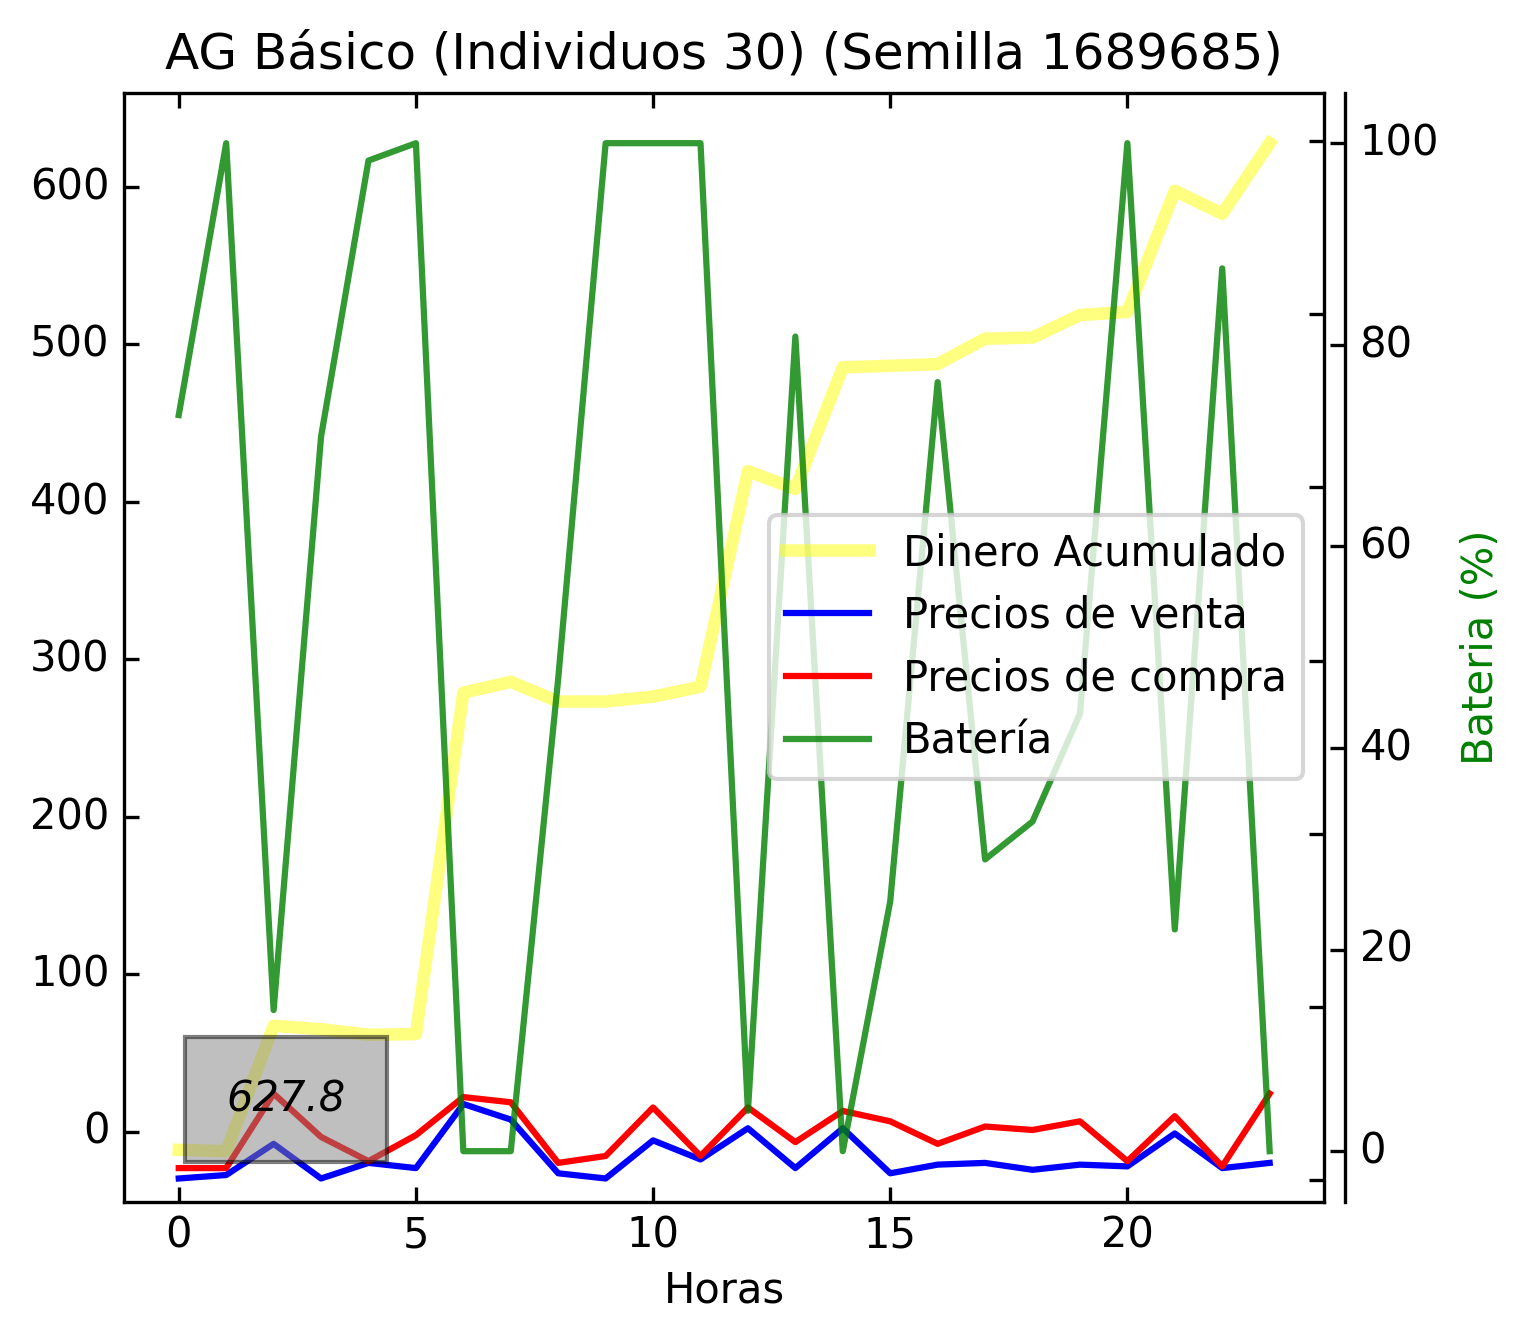 AG Básico (Individuos 30) (Semilla 1689685)
600
500
400
300
200
100
0
100
80
60
40
20
0
Bateria (%)
Dinero Acumulado
Precios de venta
Precios de compra
Batería
627.8
0 5 10 15 20
Horas